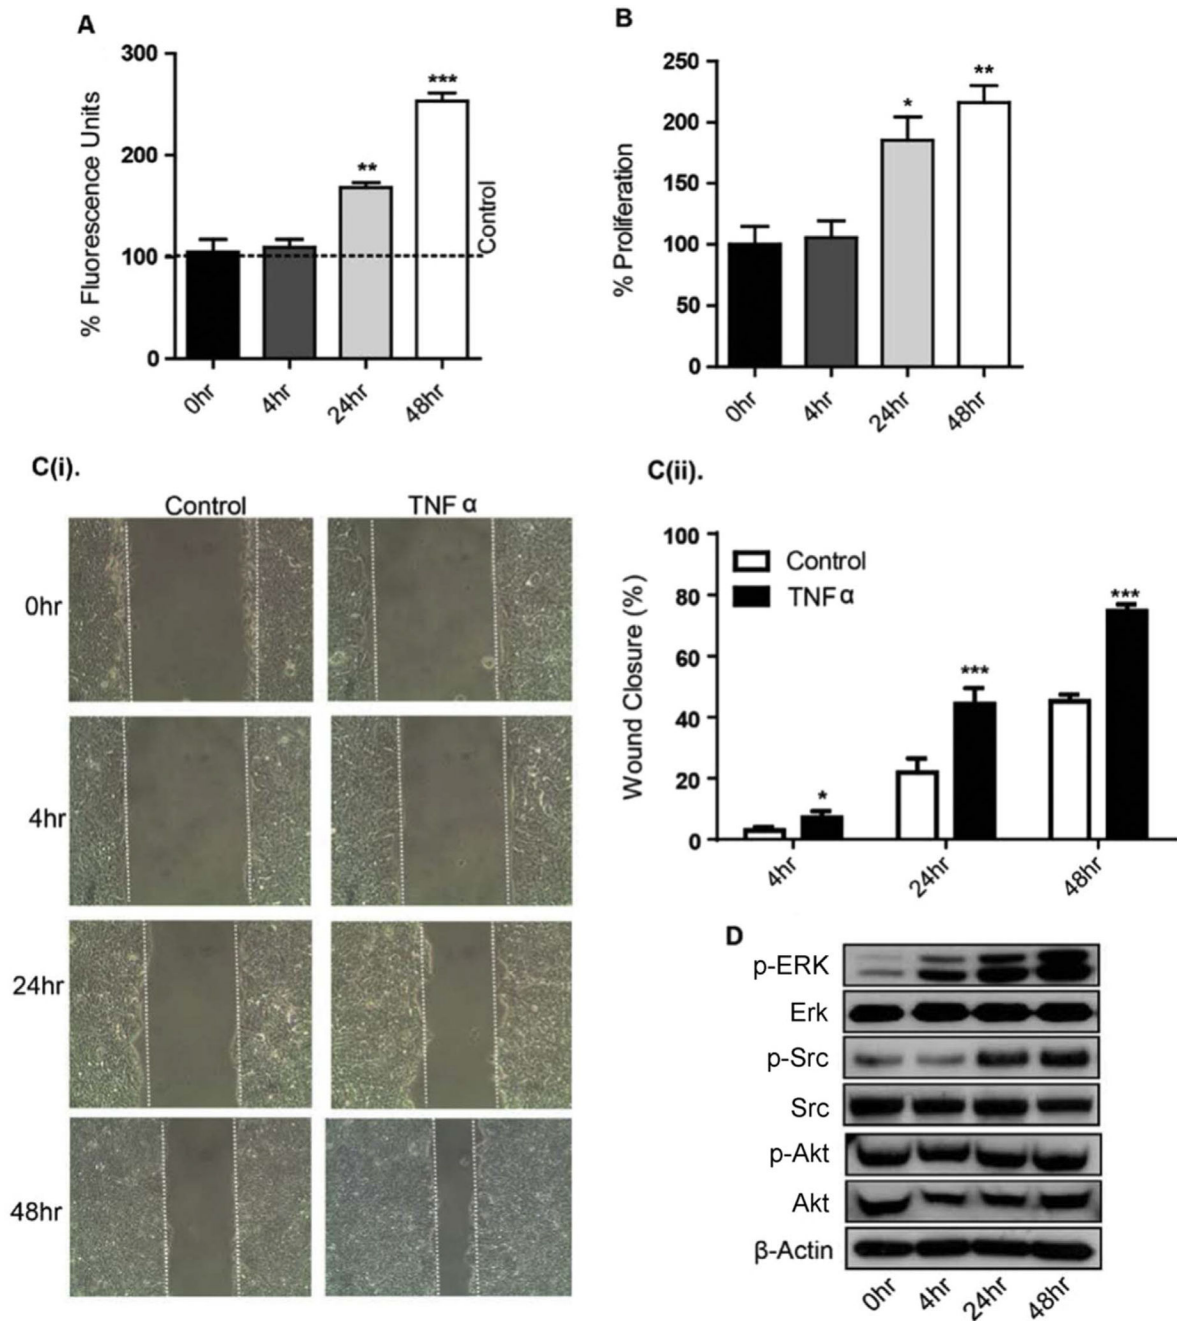 A
% Fluorescence Units
300
200
100
0
**
***
Control
0hr
4hr
24hr
48hr
B
% Proliferation
250
200
150
100
50
0
*
**
0hr
4hr
24hr
48hr
C(i).
Control
TNF α
0hr
4hr
24hr
48hr
C(ii).
Wound Closure (%)
100
80
60
40
20
0
Control
TNF α
*
***
***
4hr
24hr
48hr
D
p-ERK
Erk
p-Src
Src
p-Akt
Akt
β-Actin
0hr
4hr
24hr
48hr